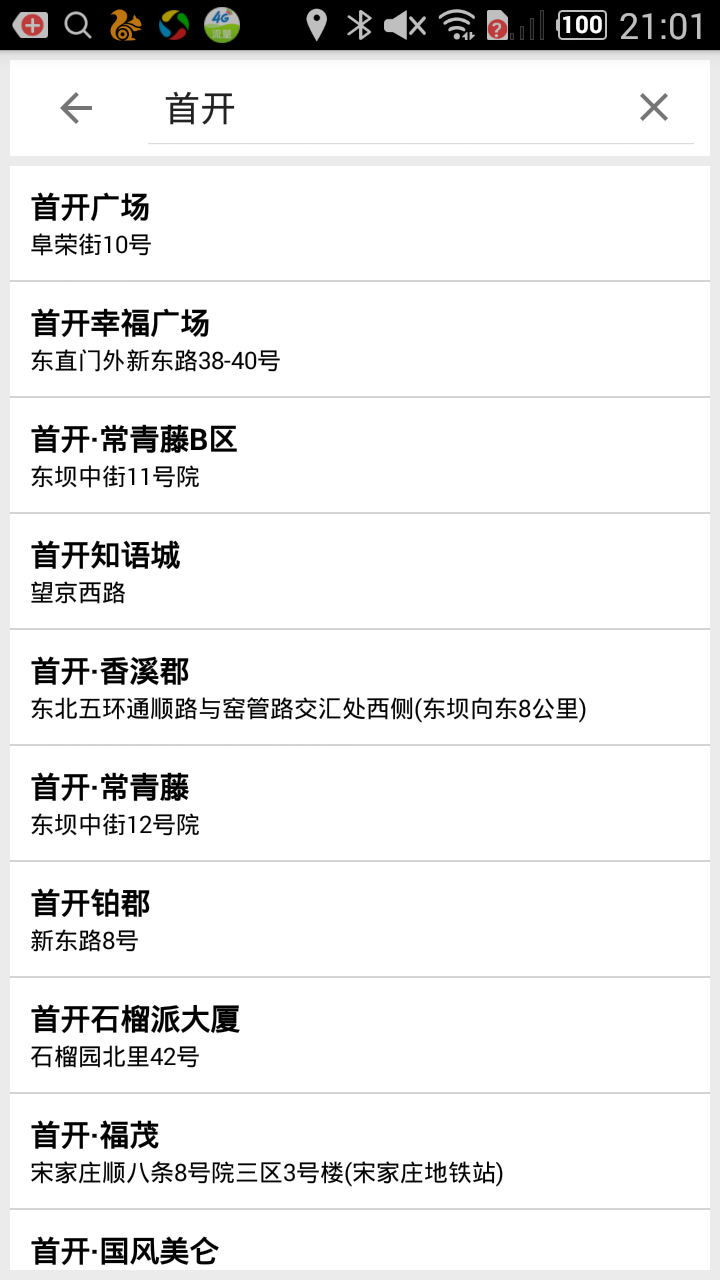 4G
流量
100
21:01
首开
首开广场
阜荣街10号
首开幸福广场
东直门外新东路38-40号
首开·常青藤B区
东坝中街11号院
首开知语城
望京西路
首开·香溪郡
东北五环通顺路与窑管路交汇处西侧(东坝向东8公里)
首开·常青藤
东坝中街12号院
首开铂郡
新东路8号
首开石榴派大厦
石榴园北里42号
首开·福茂
宋家庄顺八条8号院三区3号楼(宋家庄地铁站)
首开·国风美仑